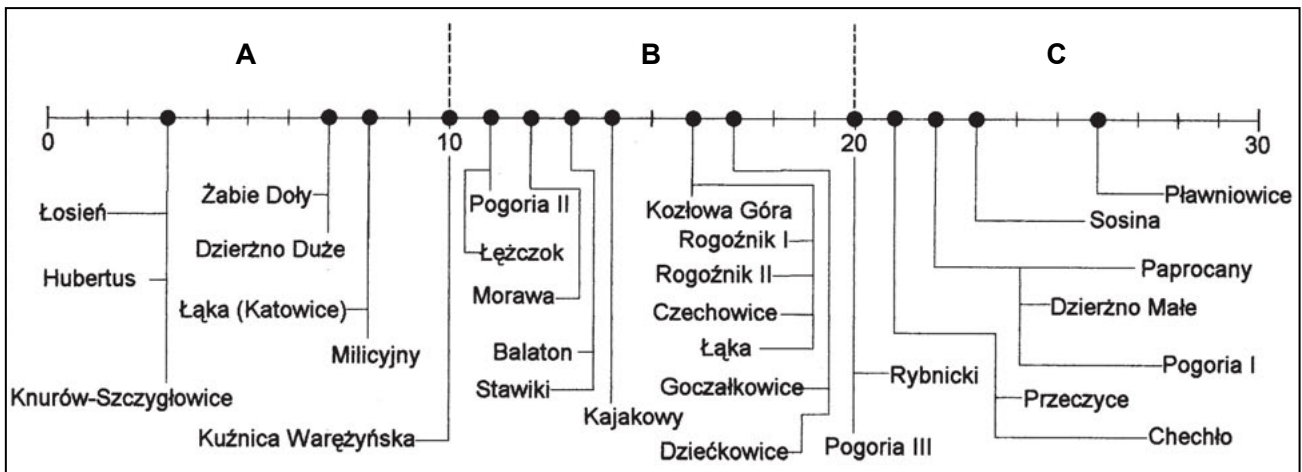 A B C
0 10 20 30
Żabie Doły
Pogoria II
Kozłowa Góra
Pławniowice
Łosień
Sosina
Dzierżno Duże
Łężczok
Rogoźnik I
Hubertus
Rogoźnik II
Paprocany
Morawa
Dzierżno Małe
Łąka (Katowice)
Czechowice
Milicyjny
Balaton
Łąka
Pogoria I
Rybnicki
Stawiki
Goczałkowice
Knurów-Szczygłowice
Przeczyce
Kajakowy
Kuźnica Warężyńska
Chechło
Pogoria III
Dziećkowice